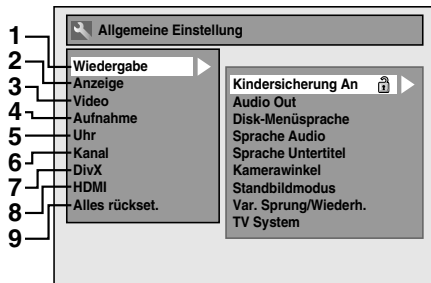 Allgemeine Einstellung
1
2
3
4
5
6
7
8
9
Wiedergabe
Anzeige
Video
Aufnahme
Uhr
Kanal
DivX
HDMI
Alles rückset.
Kindersicherung An
Audio Out
Disk-Menüsprache
Sprache Audio
Sprache Untertitel
Kamerawinkel
Standbildmodus
Var. Sprung/Wiederh.
TV System